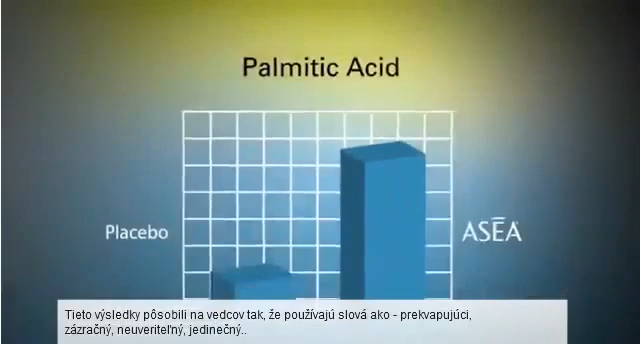 Palmitic Acid
Placebo
ASEA
Tieto výsledky pôsobili na vedcov tak, že používajú slová ako - prekvapujúci,
zázračný, neuveriteľný, jedinečný..